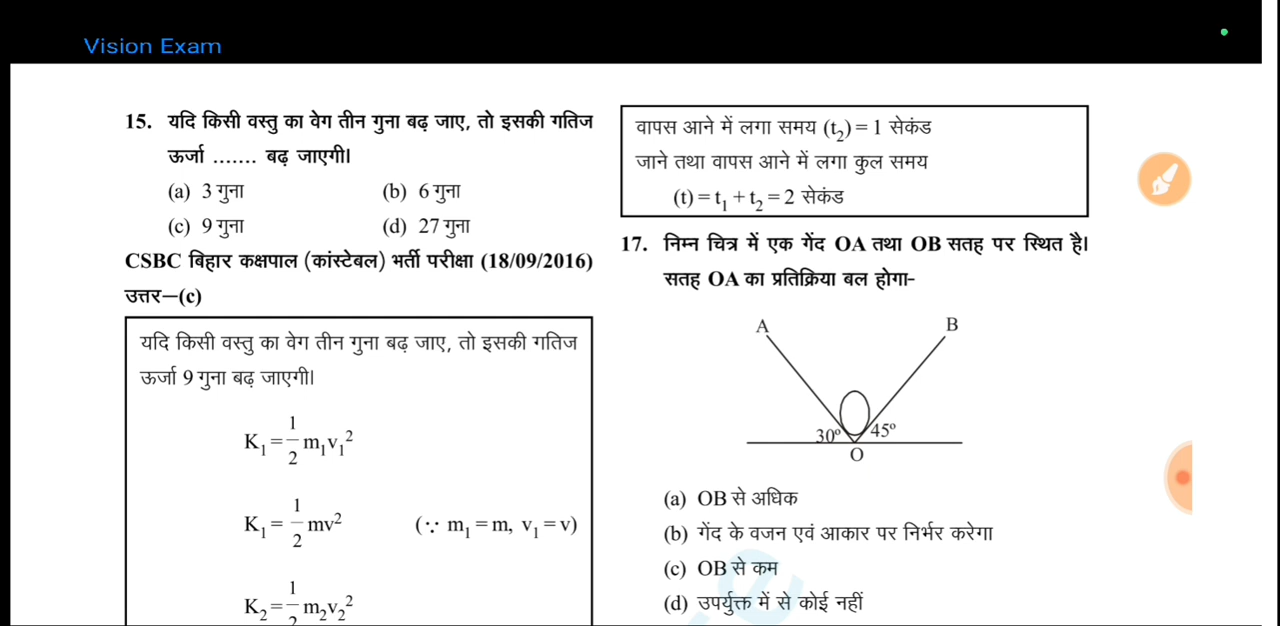 Vision Exam
15. यदि किसी वस्तु का वेग तीन गुना बढ़ जाए, तो इसकी गतिज
ऊर्जा ....... बढ़ जाएगी।
(a) 3 गुना (b) 6 गुना
(c) 9 गुना (d) 27 गुना
CSBC बिहार कक्षपाल (कांस्टेबल) भर्ती परीक्षा (18/09/2016)
उत्तर—(c)
यदि किसी वस्तु का वेग तीन गुना बढ़ जाए, तो इसकी गतिज
ऊर्जा 9 गुना बढ़ जाएगी।
K₁ = 1/2 m₁v₁²
K₁ = 1/2 mv² (∵ m₁ = m, v₁ = v)
K₂ = 1/2 m₂v₂²
वापस आने में लगा समय (t₂) = 1 सेकंड
जाने तथा वापस आने में लगा कुल समय
(t) = t₁ + t₂ = 2 सेकंड
17. निम्न चित्र में एक गेंद OA तथा OB सतह पर स्थित है।
सतह OA का प्रतिक्रिया बल होगा-
A B
30° 45°
O
(a) OB से अधिक
(b) गेंद के वजन एवं आकार पर निर्भर करेगा
(c) OB से कम
(d) उपर्युक्त में से कोई नहीं